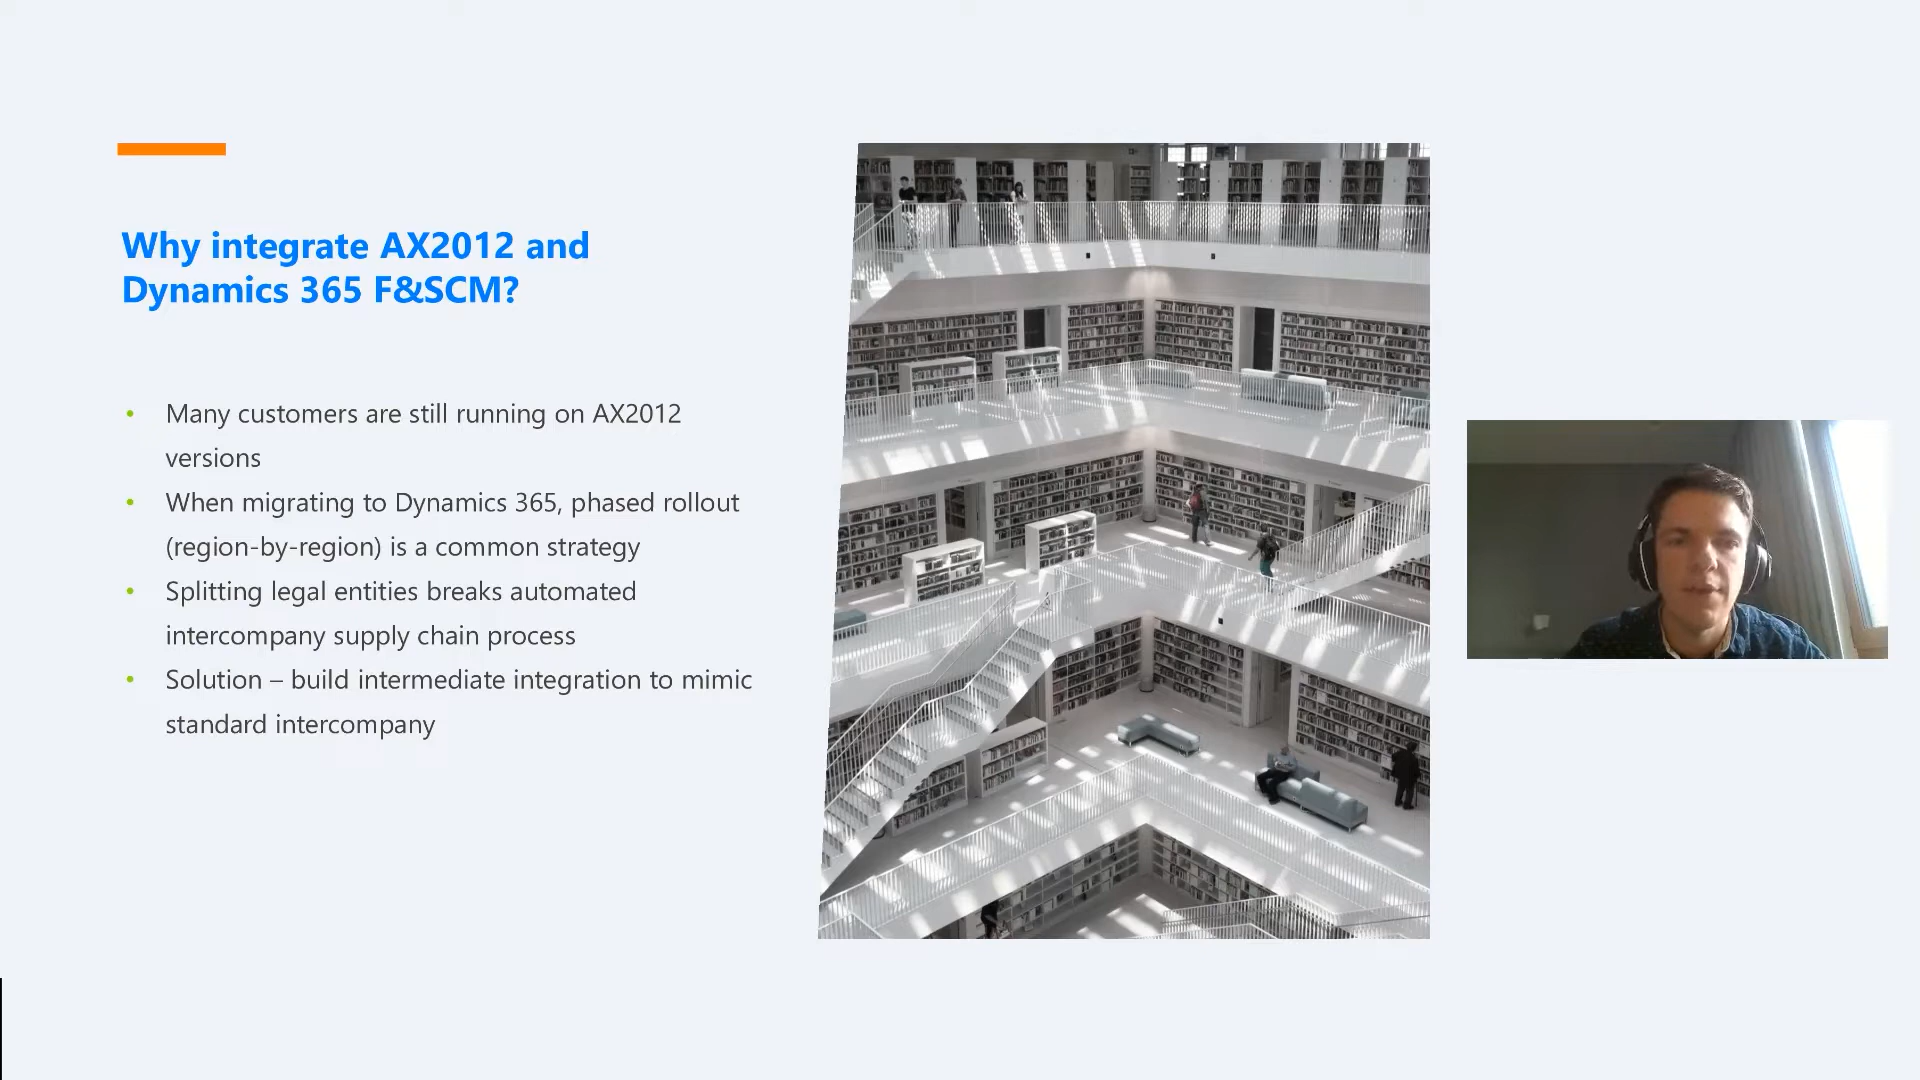 Why integrate AX2012 and
Dynamics 365 F&SCM?
• Many customers are still running on AX2012
versions
• When migrating to Dynamics 365, phased rollout
(region-by-region) is a common strategy
• Splitting legal entities breaks automated
intercompany supply chain process
• Solution – build intermediate integration to mimic
standard intercompany